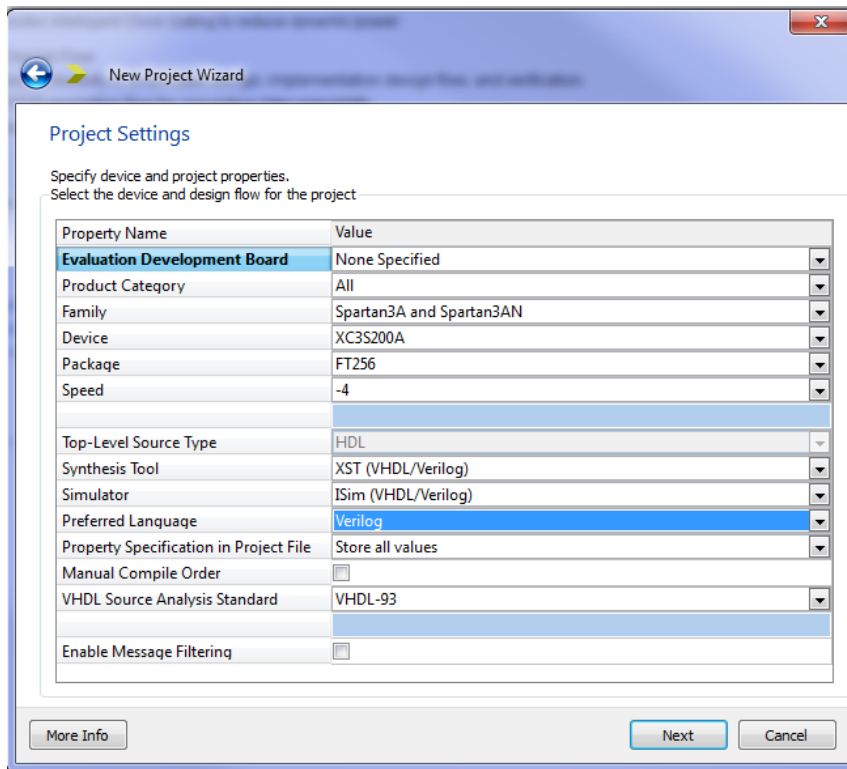 New Project Wizard
Project Settings
Specify device and project properties.
Select the device and design flow for the project
Property Name Value
Evaluation Development Board None Specified
Product Category All
Family Spartan3A and Spartan3AN
Device XC3S200A
Package FT256
Speed -4
Top-Level Source Type HDL
Synthesis Tool XST (VHDL/Verilog)
Simulator ISim (VHDL/Verilog)
Preferred Language Verilog
Property Specification in Project File Store all values
Manual Compile Order
VHDL Source Analysis Standard VHDL-93
Enable Message Filtering
More Info Next Cancel